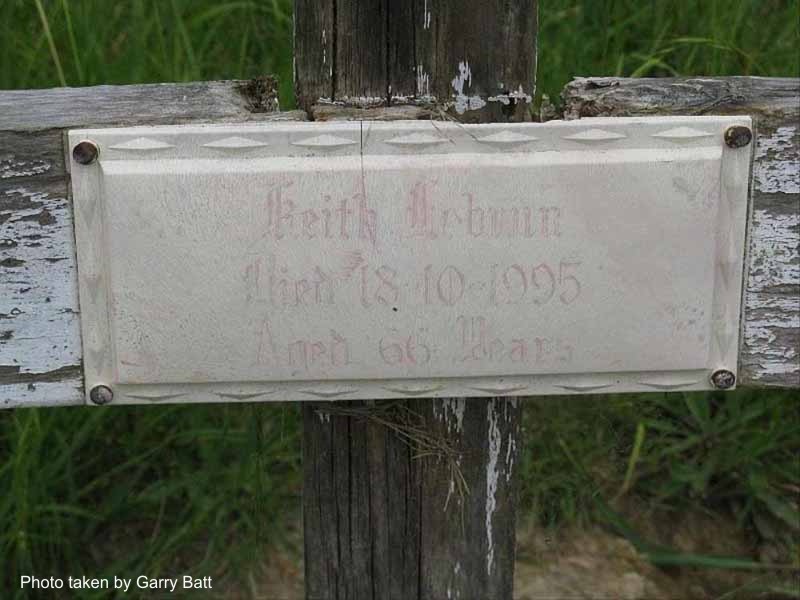 Keith Lebrun
Died 18-10-1995
Aged 66 Years
Photo taken by Garry Batt